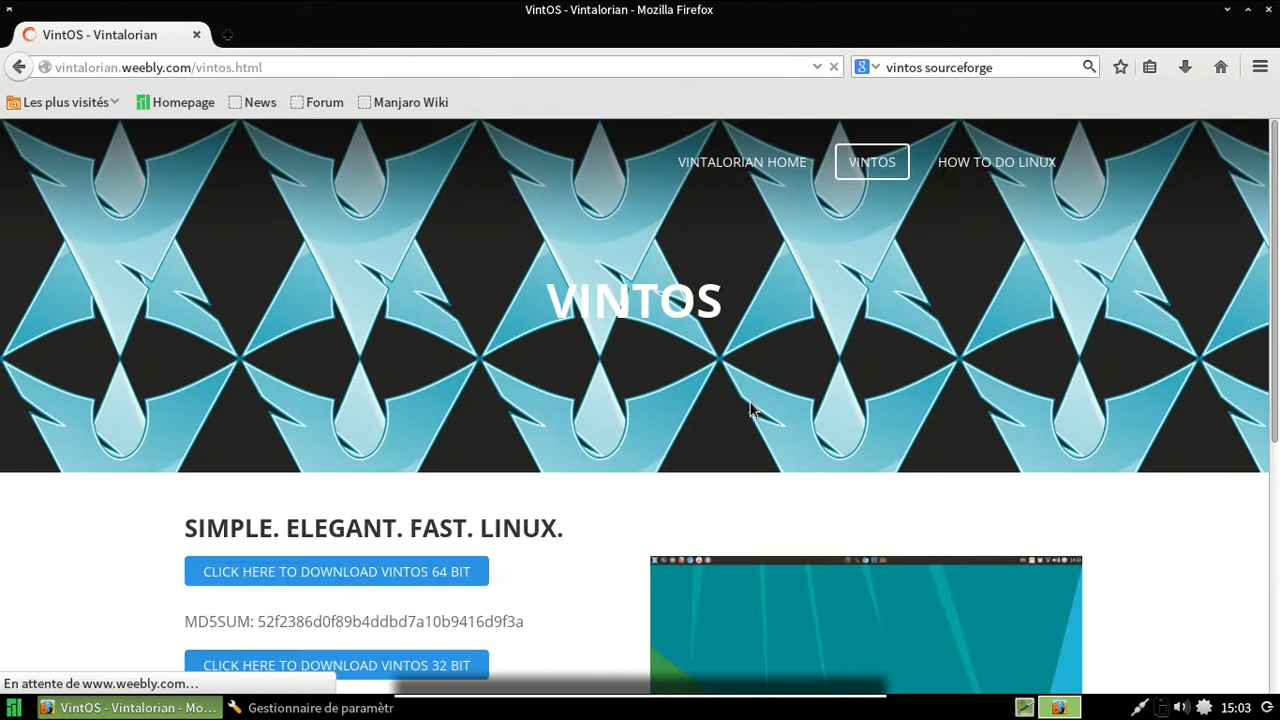 VintOS - Vintalorian - Mozilla Firefox
VintOS - Vintalorian
vintalorian.weebly.com/vintos.html
vintos sourceforge
Les plus visités
Homepage
News
Forum
Manjaro Wiki
VINTALORIAN HOME
VINTOS
HOW TO DO LINUX
VINTOS
SIMPLE. ELEGANT. FAST. LINUX.
CLICK HERE TO DOWNLOAD VINTOS 64 BIT
MD5SUM: 52f2386d0f89b4ddbd7a10b9416d9f3a
CLICK HERE TO DOWNLOAD VINTOS 32 BIT
En attente de www.weebly.com…
VintOS - Vintalorian - Mo...
Gestionnaire de paramètr
15:03